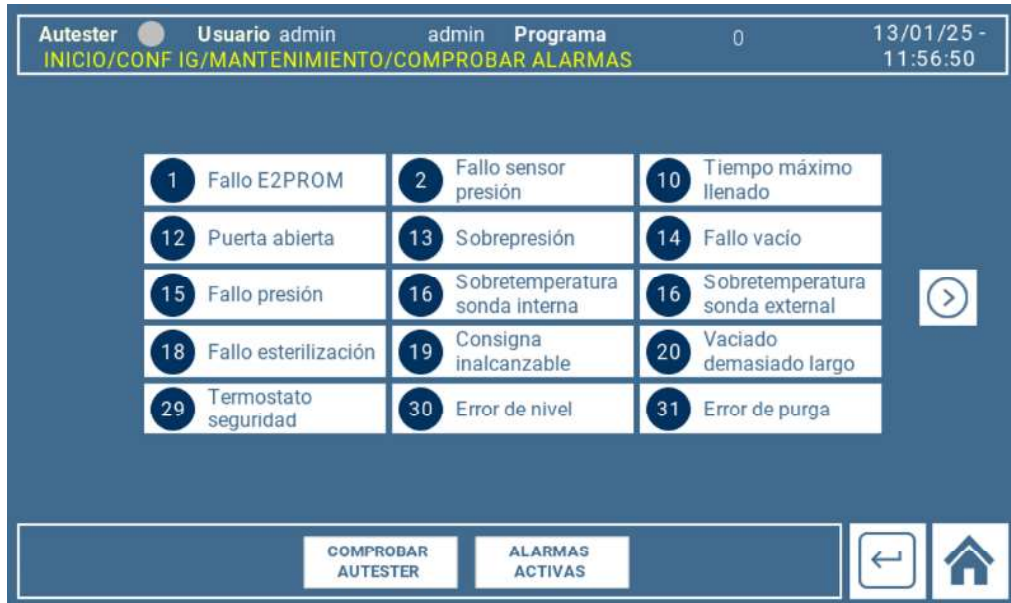 Autester Usuario admin admin Programa 0 13/01/25 -
INICIO/CONF IG/MANTENIMIENTO/COMPROBAR ALARMAS 11:56:50
1 Fallo E2PROM
2 Fallo sensor
presión
10 Tiempo máximo
llenado
12 Puerta abierta
13 Sobrepresión
14 Fallo vacío
15 Fallo presión
16 Sobretemperatura
sonda interna
16 Sobretemperatura
sonda external
18 Fallo esterilización
19 Consigna
inalcanzable
20 Vaciado
demasiado largo
29 Termostato
seguridad
30 Error de nivel
31 Error de purga
COMPROBAR
AUTESTER
ALARMAS
ACTIVAS